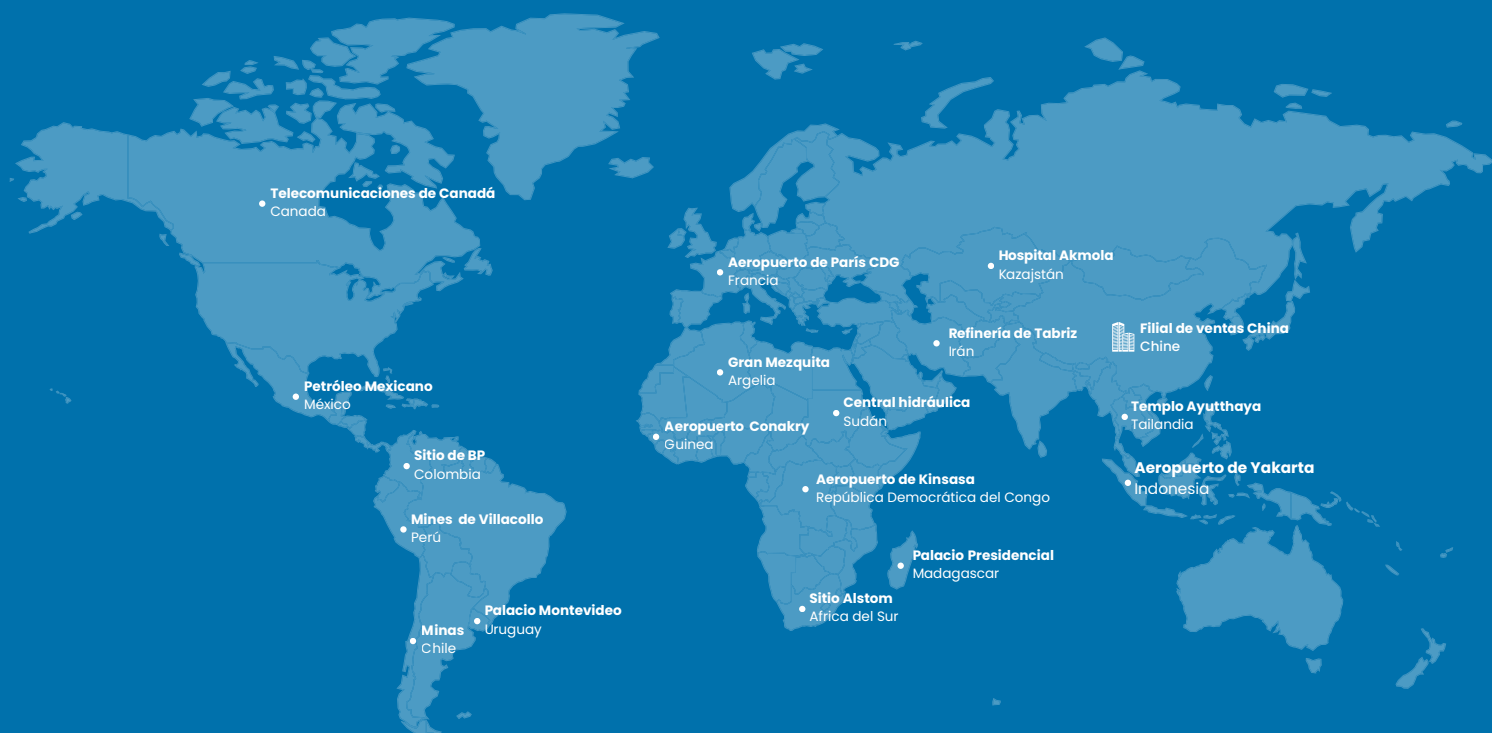 Telecomunicaciones de Canadá
Canada
Aeropuerto de París CDG
Francia
Hospital Akmola
Kazajstán
Refinería de Tabriz
Irán
Filial de ventas China
Chine
Gran Mezquita
Argelia
Petróleo Mexicano
México
Central hidráulica
Sudán
Templo Ayutthaya
Tailandia
Aeropuerto Conakry
Guinea
Sitio de BP
Colombia
Aeropuerto de Yakarta
Indonesia
Aeropuerto de Kinsasa
República Democrática del Congo
Mines de Villacollo
Perú
Palacio Presidencial
Madagascar
Sitio Alstom
Africa del Sur
Palacio Montevideo
Uruguay
Minas
Chile